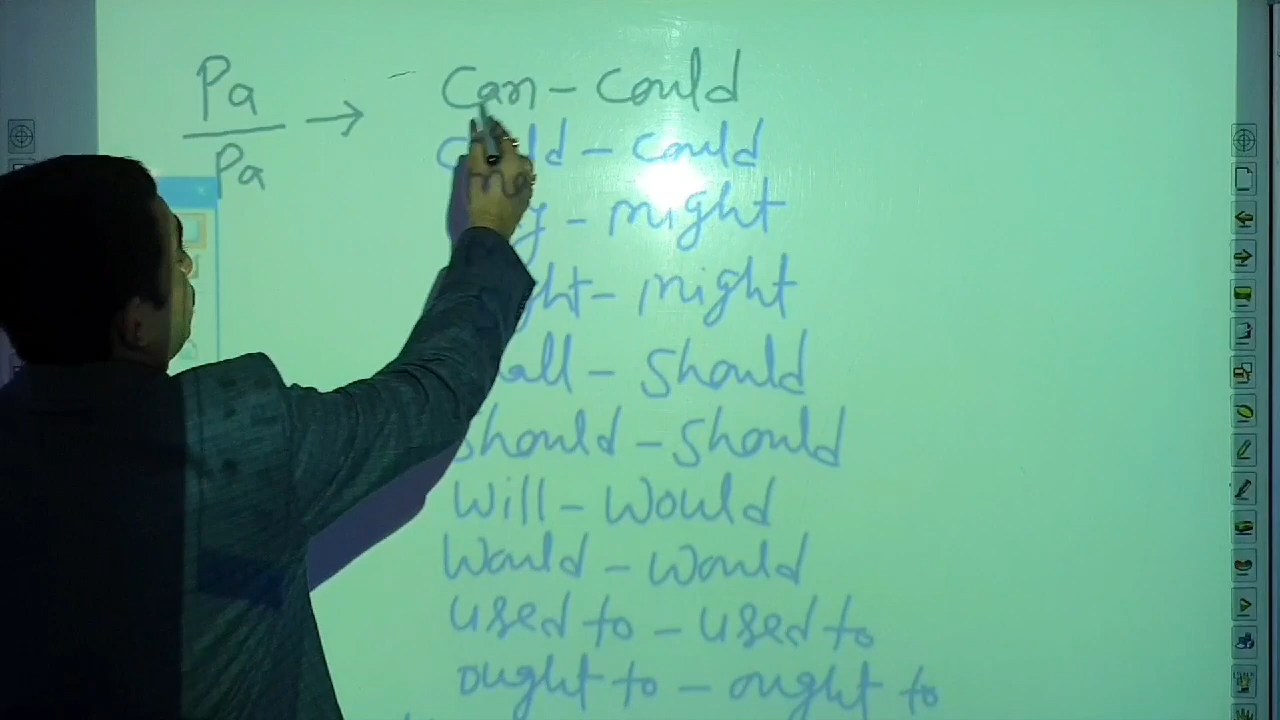 Pa
Pa → Can - Could
Could - Could
May - might
might - might
Shall - Should
Should - Should
Will - Would
Would - Would
used to - used to
ought to - ought to